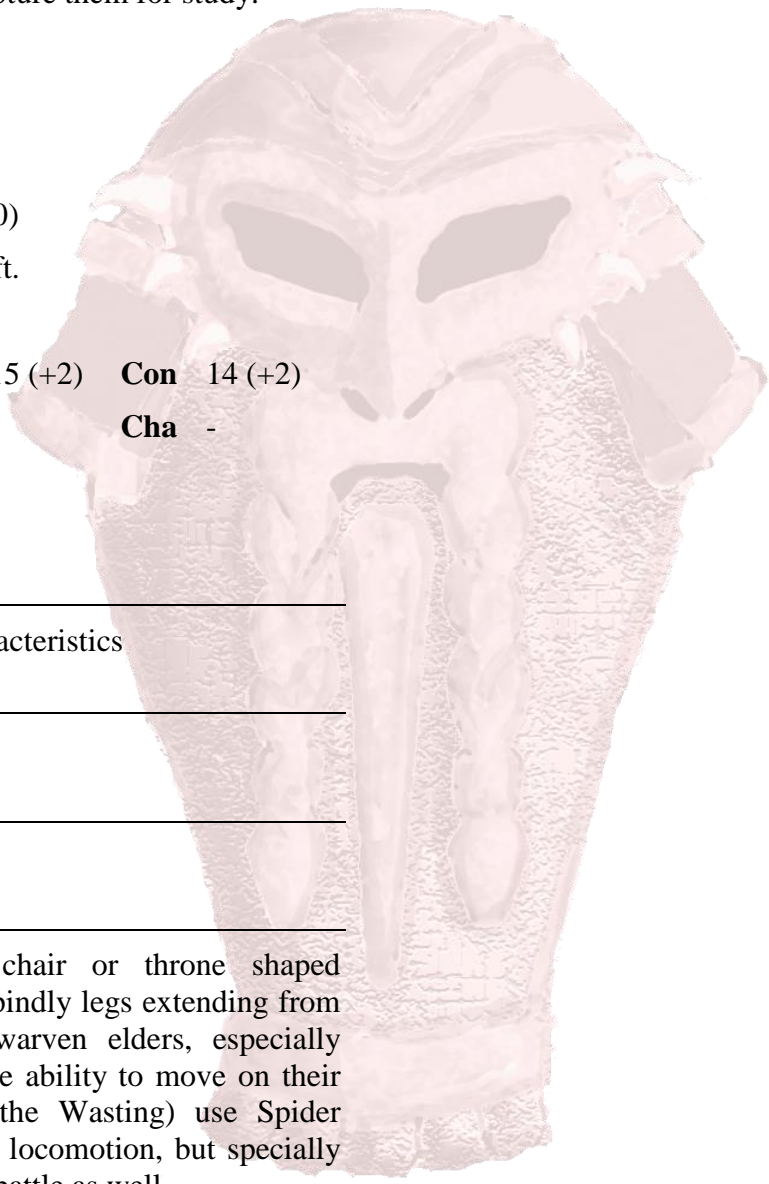 them for study.
0)
ft.
5 (+2) Con 14 (+2)
Cha -
acteristics
chair or throne shaped
pindly legs extending from
warven elders, especially
e ability to move on their
the Wasting) use Spider
locomotion, but specially
battle as well.